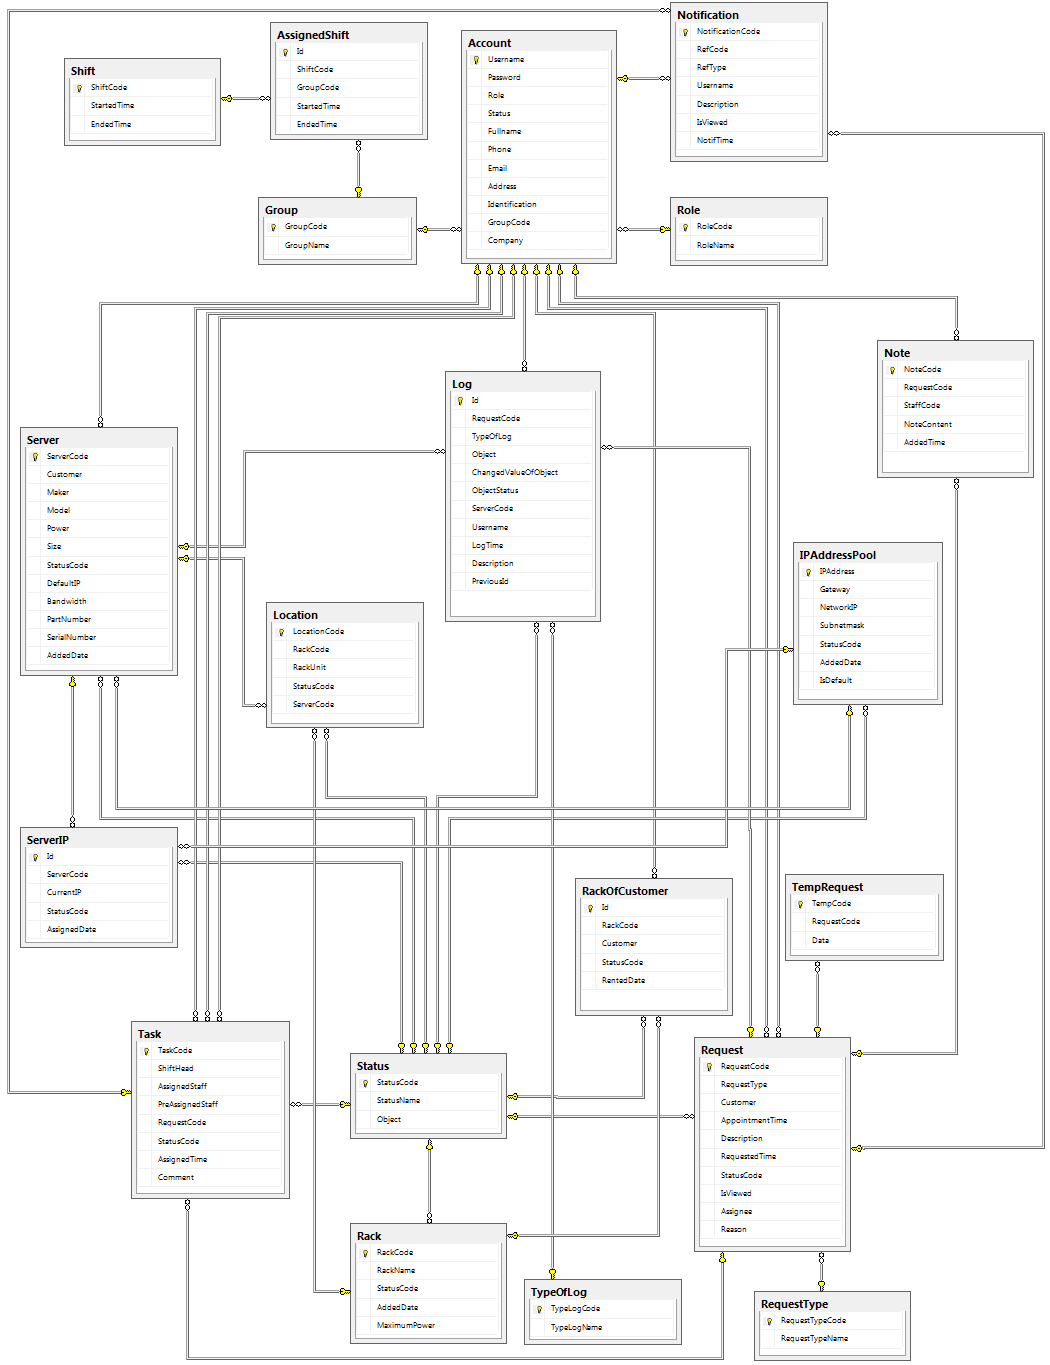 Notification
NotificationCode
RefCode
RefType
Username
Description
IsViewed
NotifTime
AssignedShift
Id
ShiftCode
GroupCode
StartedTime
EndedTime
Account
Username
Password
Role
Status
Fullname
Phone
Email
Address
Identification
GroupCode
Company
Shift
ShiftCode
StartedTime
EndedTime
Group
GroupCode
GroupName
Role
RoleCode
RoleName
Note
NoteCode
RequestCode
StaffCode
NoteContent
AddedTime
Log
Id
RequestCode
TypeOfLog
Object
ChangedValueOfObject
ObjectStatus
ServerCode
Username
LogTime
Description
PreviousId
Server
ServerCode
Customer
Maker
Model
Power
Size
StatusCode
DefaultIP
Bandwidth
PartNumber
SerialNumber
AddedDate
IPAddressPool
IPAddress
Gateway
NetworkIP
Subnetmask
StatusCode
AddedDate
IsDefault
Location
LocationCode
RackCode
RackUnit
StatusCode
ServerCode
ServerIP
Id
ServerCode
CurrentIP
StatusCode
AssignedDate
RackOfCustomer
Id
RackCode
Customer
StatusCode
RentedDate
TempRequest
TempCode
RequestCode
Data
Task
TaskCode
ShiftHead
AssignedStaff
PreAssignedStaff
RequestCode
StatusCode
AssignedTime
Comment
Status
StatusCode
StatusName
Object
Request
RequestCode
RequestType
Customer
AppointmentTime
Description
RequestedTime
StatusCode
IsViewed
Assignee
Reason
Rack
RackCode
RackName
StatusCode
AddedDate
MaximumPower
TypeOfLog
TypeLogCode
TypeLogName
RequestType
RequestTypeCode
RequestTypeName